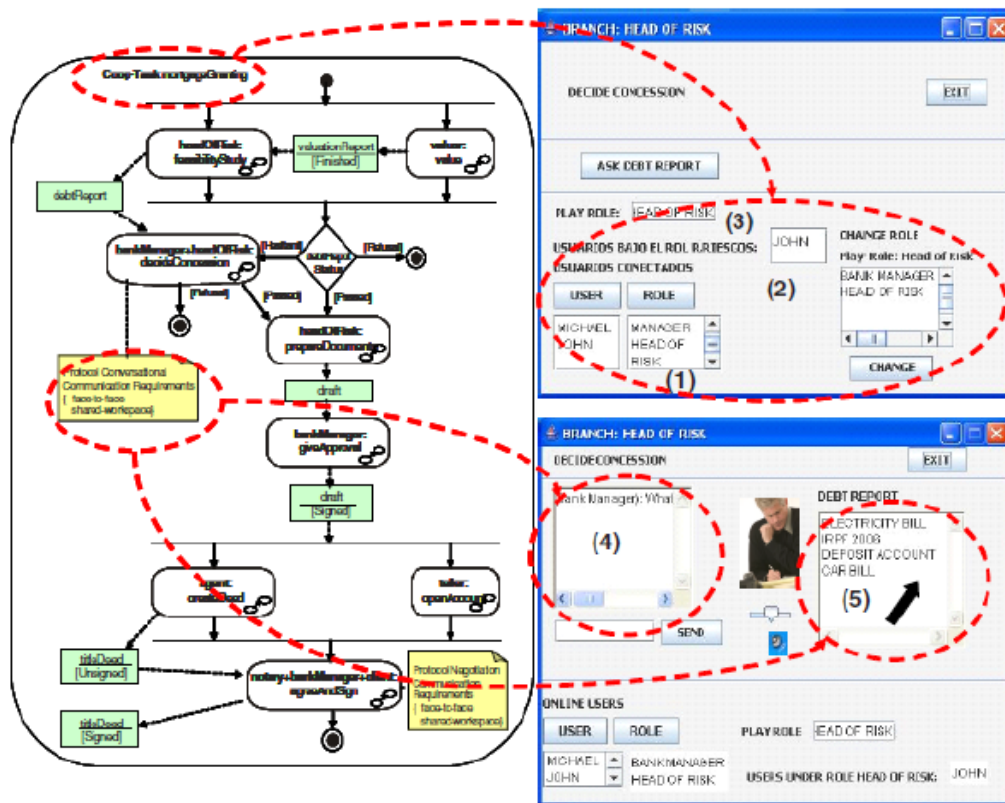 Coop-Task: mortgageGranting
headOfRisk:
feasibilityStudy
valuationReport
[Finished]
valuer:
value
debtReport
bankManager+headOfRisk:
decideConcession
[Refused]
[Refused]
[Passed]
[Passed]
Status
headOfRisk:
prepareDocuments
Protocol Conversational
Communication Requirements
{ face-to-face
shared-workspace}
draft
bankManager:
giveApproval
draft
[Signed]
agent:
createDeed
teller:
openAccount
titleDeed
[Unsigned]
notary+bankManager+client:
agreeAndSign
Protocol Negotiation
Communication
Requirements
{ face-to-face
shared-workspace}
titleDeed
[Signed]
BRANCH: HEAD OF RISK
DECIDE CONCESSION
EXIT
ASK DEBT REPORT
PLAY ROLE:
HEAD OF RISK
(3)
USUARIOS BAJO EL ROL R.RIESCOS:
JOHN
CHANGE ROLE
Play Role: Head of Risk
USUARIOS CONECTADOS
BANK MANAGER
HEAD OF RISK
(2)
USER
ROLE
MICHAEL
JOHN
MANAGER
HEAD OF
RISK
(1)
CHANGE
BRANCH: HEAD OF RISK
DECIDE CONCESSION
EXIT
Bank Manager): What
(4)
DEBT REPORT
ELECTRICITY BILL
IRPF 2006
DEPOSIT ACCOUNT
CAR BILL
(5)
SEND
ONLINE USERS
USER
ROLE
PLAY ROLE
HEAD OF RISK
MICHAEL
JOHN
BANKMANAGER
HEAD OF RISK
USERS UNDER ROLE HEAD OF RISK:
JOHN